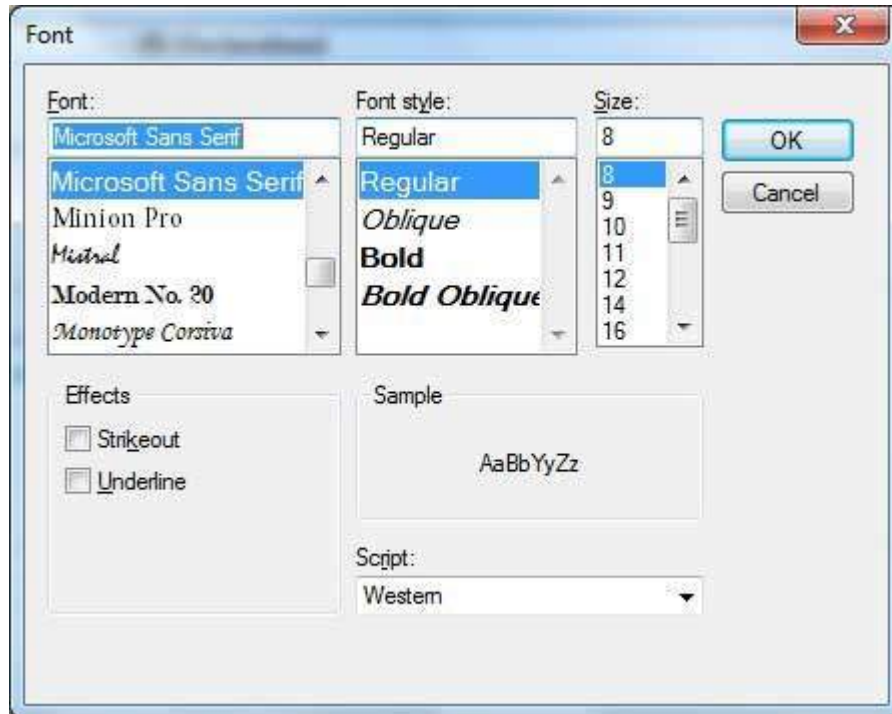 Font
Font: Font style: Size:
Microsoft Sans Serif Regular 8 OK
Microsoft Sans Serif Regular 8 Cancel
Minion Pro Oblique 9
Mistral Bold 10
Modern No. 20 Bold Oblique 11
Monotype Corsiva 12
14
16
Effects Sample
Strikeout
Underline AaBbYyZz
Script:
Western